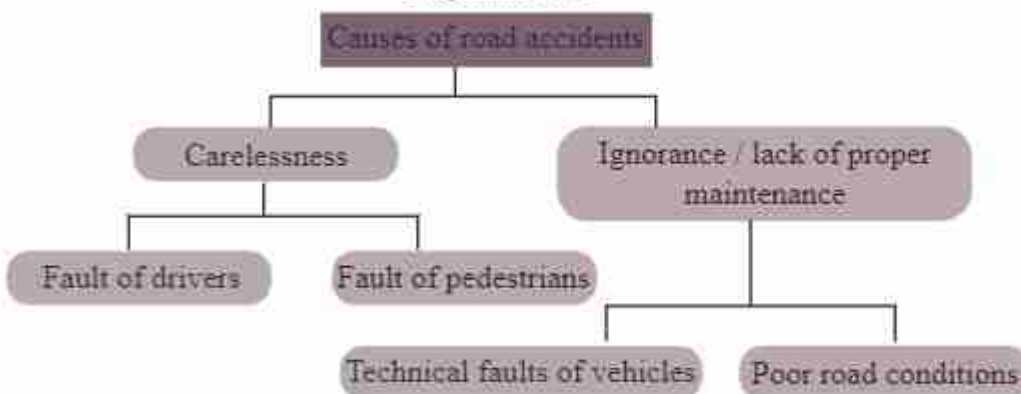 Causes of road accidents
Carelessness
Ignorance / lack of proper
maintenance
Fault of drivers
Fault of pedestrians
Technical faults of vehicles
Poor road conditions